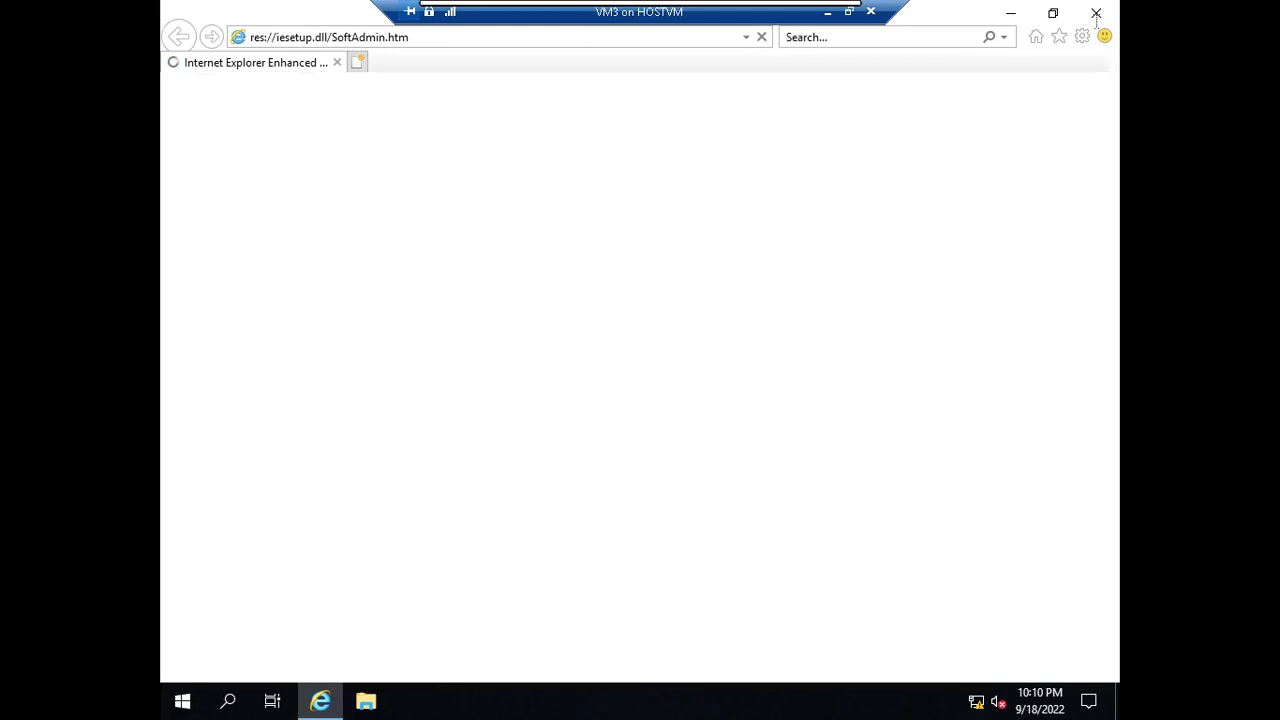 VM3 on HOSTVM
res://iesetup.dll/SoftAdmin.htm
Search...
Internet Explorer Enhanced ...
10:10 PM
9/18/2022